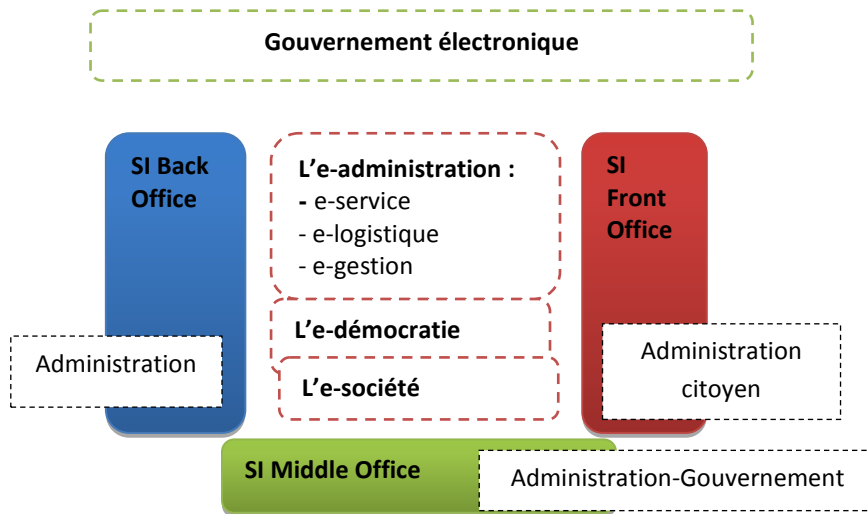 Gouvernement électronique
SI Back
Office
L’e-administration :
- e-service
- e-logistique
- e-gestion
SI
Front
Office
L’e-démocratie
Administration
L’e-société
Administration
citoyen
SI Middle Office
Administration-Gouvernement